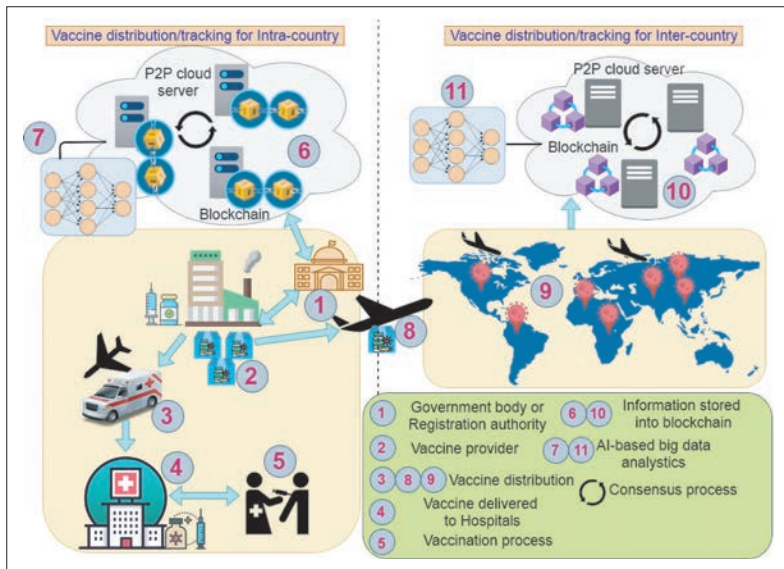 Vaccine distribution/tracking for Intra-country
Vaccine distribution/tracking for Inter-country
P2P cloud
server
7
6
Blockchain
11
P2P cloud server
Blockchain
10
1
2
8
3
4
5
9
1 Government body or
Registration authority
2 Vaccine provider
3 8 9 Vaccine distribution
4 Vaccine delivered
to Hospitals
5 Vaccination process
6 10 Information stored
into blockchain
7 11 AI-based big data
analystics
Consensus process